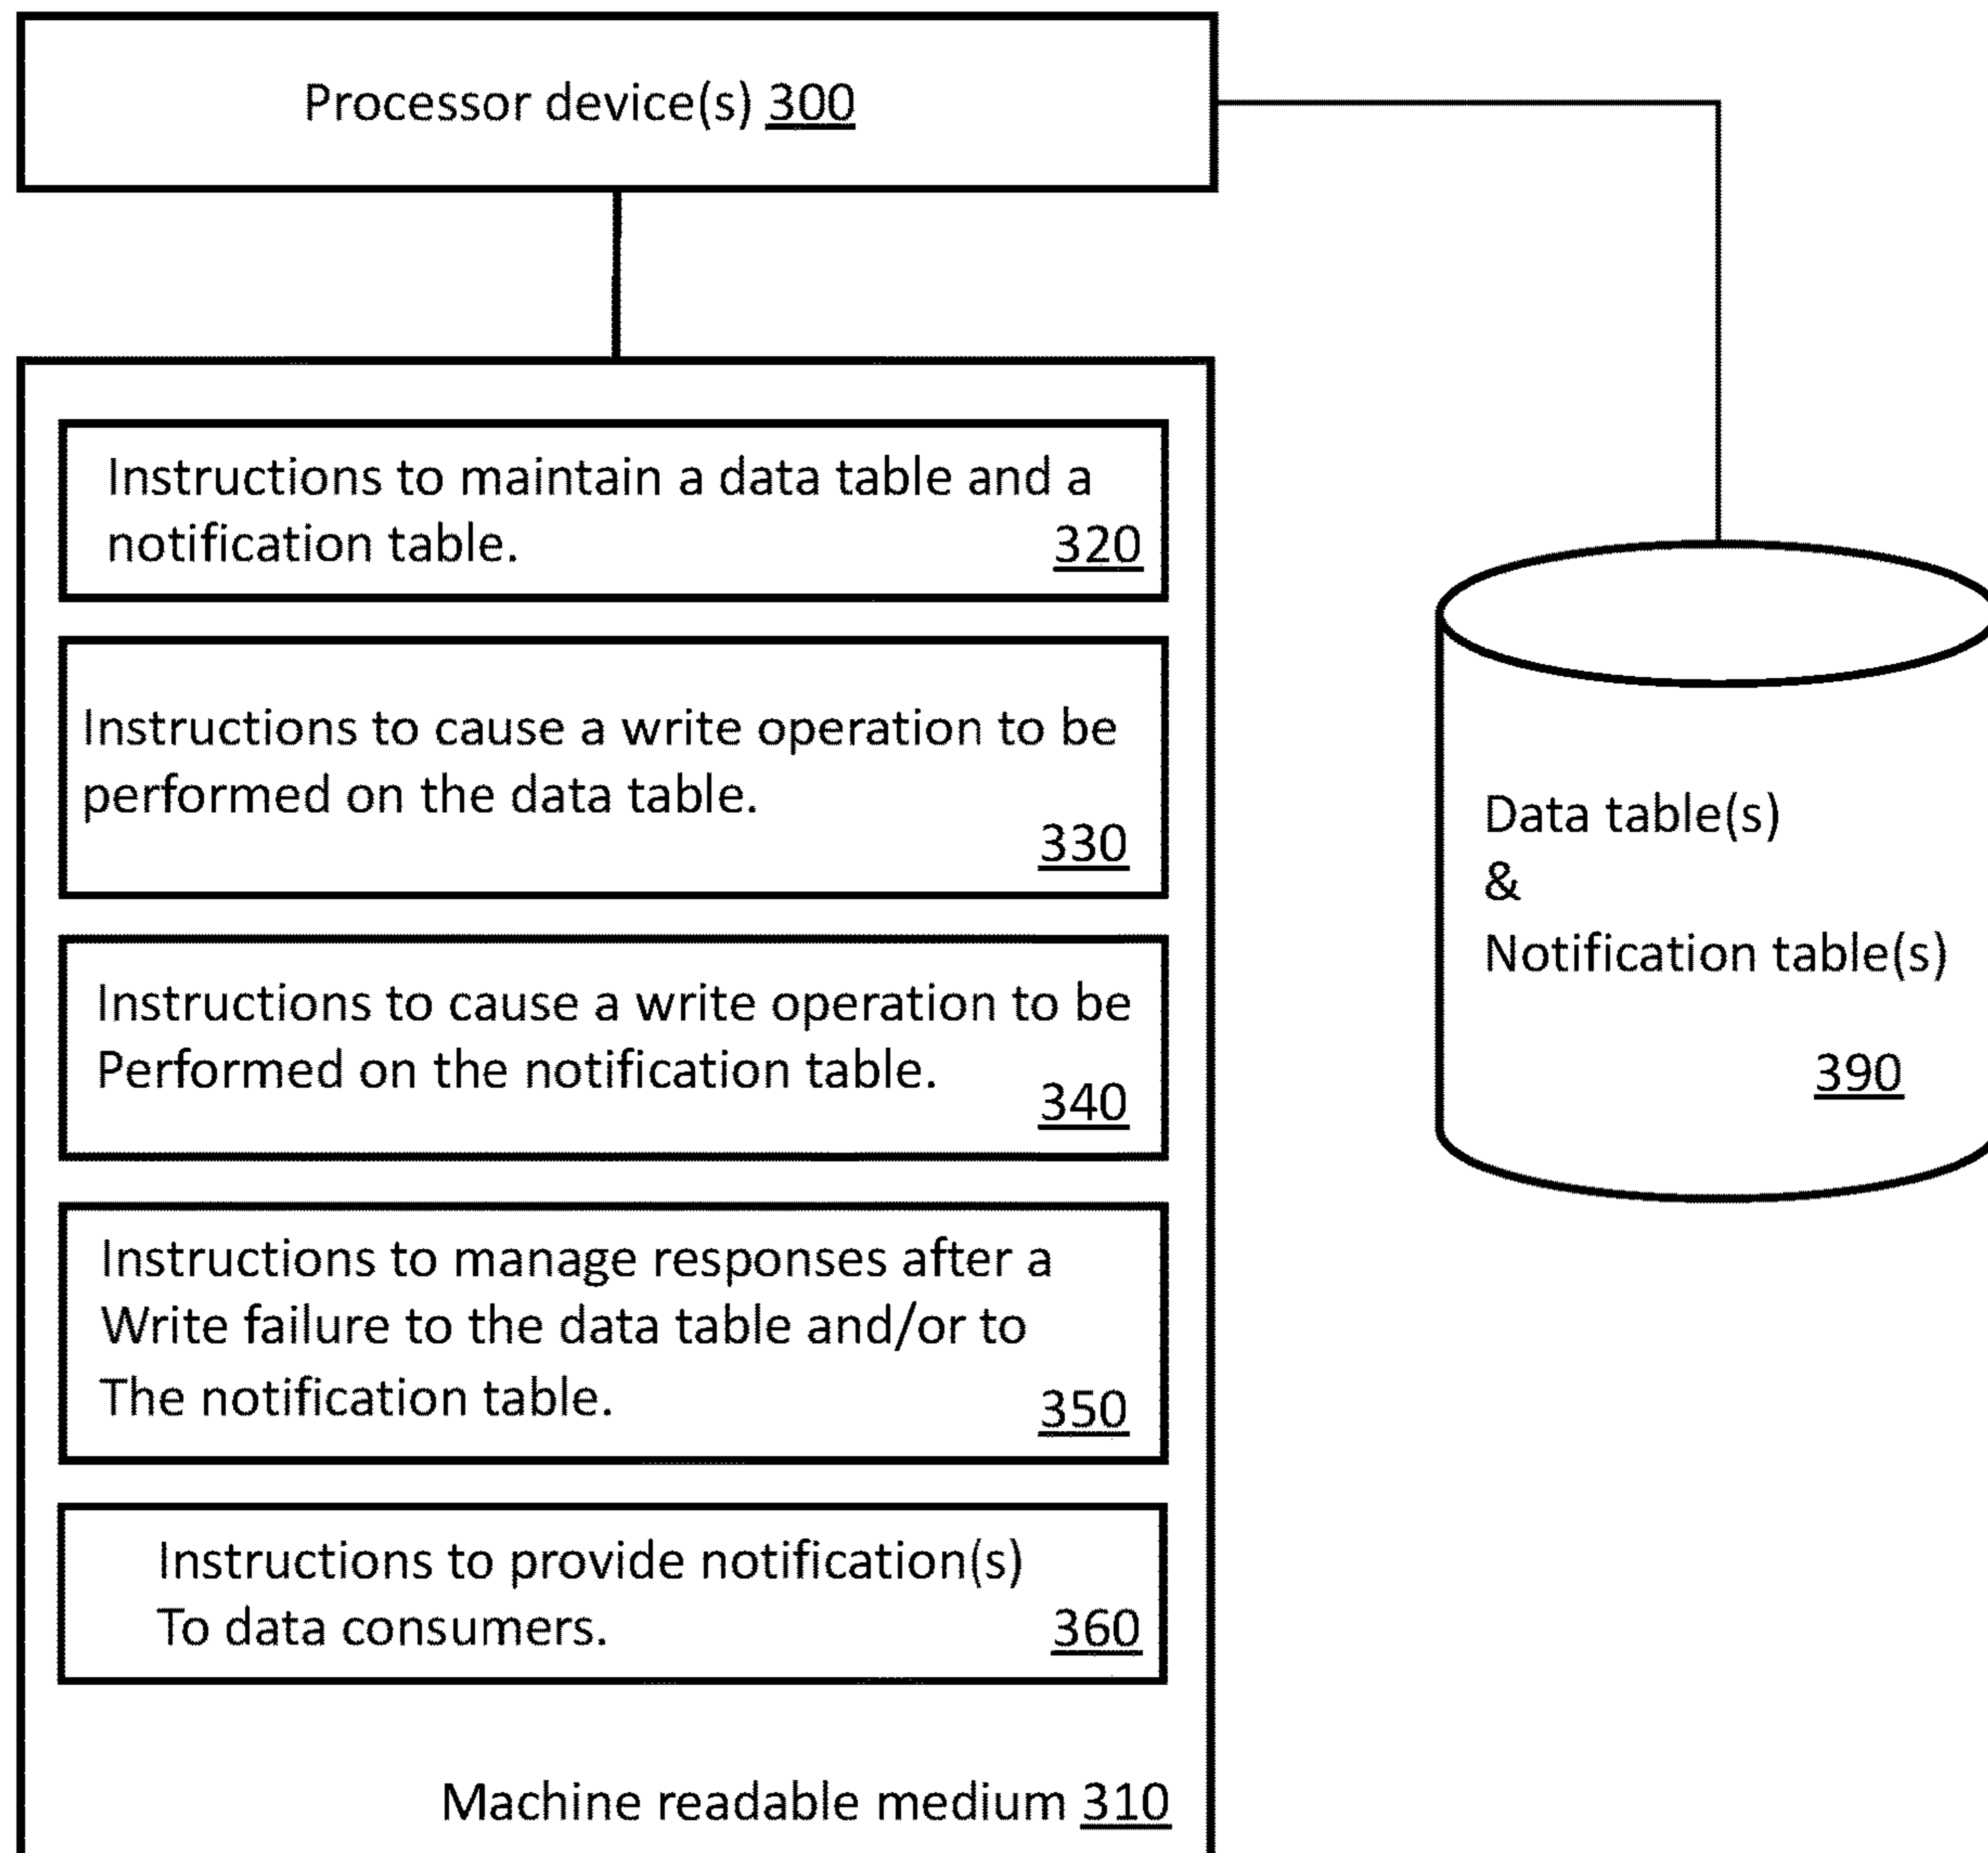 Processor device(s) 300
Instructions to maintain a data table and a
notification table.
320
Instructions to cause a write operation to be
performed on the data table.
330
Instructions to cause a write operation to be
Performed on the notification table.
340
Instructions to manage responses after a
Write failure to the data table and/or to
The notification table.
350
Instructions to provide notification(s)
To data consumers.
360
Machine readable medium 310
Data table(s)
&
Notification table(s)
390